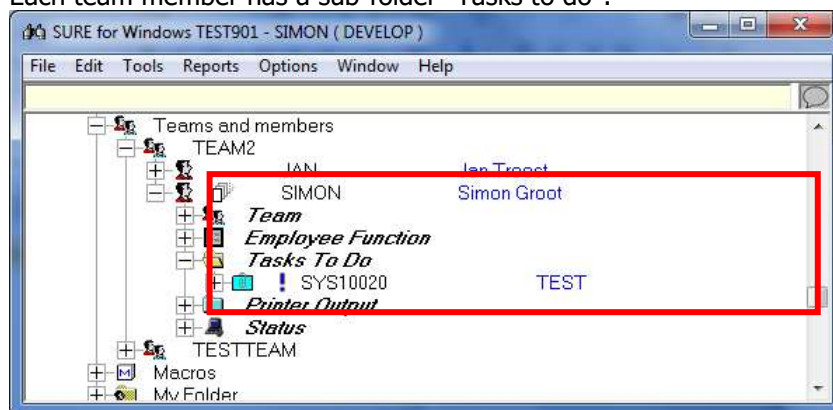 Each team member has a sub-folder "Tasks to do".
SURE for Windows TEST901 - SIMON ( DEVELOP )
File Edit Tools Reports Options Window Help
Teams and members
TEAM2
JAN Jan Troost
SIMON Simon Groot
Team
Employee Function
Tasks To Do
! SYS10020 TEST
Printer Output
Status
TESTTEAM
M Macros
My Folder